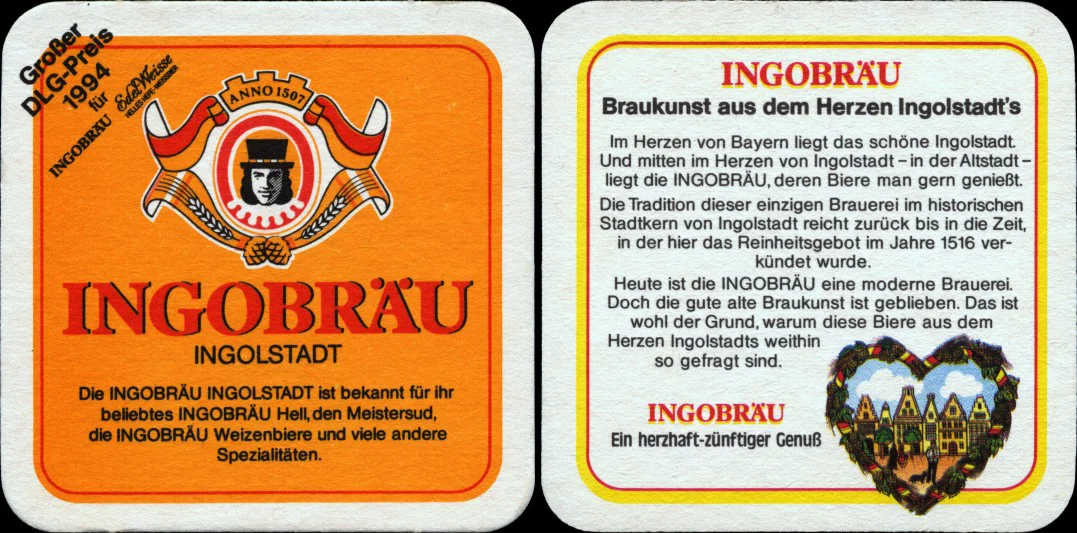 Großer
DLG-Preis
1994
für
INGOBRÄU
Edel Weisse
HELLES HEFE-WEISSBIER
ANNO 1507
INGOBRÄU
INGOLSTADT
Die INGOBRÄU INGOLSTADT ist bekannt für ihr
beliebtes INGOBRÄU Hell, den Meistersud,
die INGOBRÄU Weizenbiere und viele andere
Spezialitäten.
INGOBRÄU
Braukunst aus dem Herzen Ingolstadt's
Im Herzen von Bayern liegt das schöne Ingolstadt.
Und mitten im Herzen von Ingolstadt – in der Altstadt –
liegt die INGOBRÄU, deren Biere man gern genießt.
Die Tradition dieser einzigen Brauerei im historischen
Stadtkern von Ingolstadt reicht zurück bis in die Zeit,
in der hier das Reinheitsgebot im Jahre 1516 ver-
kündet wurde.
Heute ist die INGOBRÄU eine moderne Brauerei.
Doch die gute alte Braukunst ist geblieben. Das ist
wohl der Grund, warum diese Biere aus dem
Herzen Ingolstadts weithin
so gefragt sind.
INGOBRÄU
Ein herzhaft-zünftiger Genuß